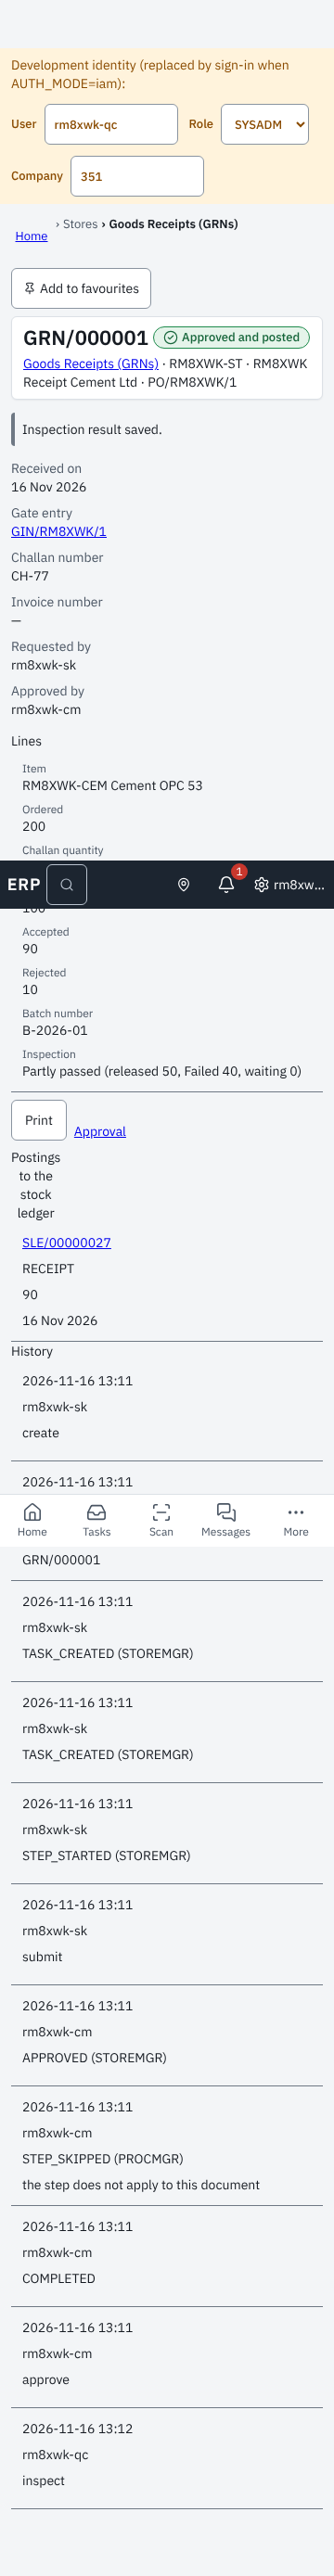 Development identity (replaced by sign-in when
AUTH_MODE=iam):
User rm8xwk-qc Role SYSADM
Company 351
Home › Stores › Goods Receipts (GRNs)
Add to favourites
GRN/000001 Approved and posted
Goods Receipts (GRNs) · RM8XWK-ST · RM8XWK
Receipt Cement Ltd · PO/RM8XWK/1
Inspection result saved.
Received on
16 Nov 2026
Gate entry
GIN/RM8XWK/1
Challan number
CH-77
Invoice number
—
Requested by
rm8xwk-sk
Approved by
rm8xwk-cm
Lines
Item
RM8XWK-CEM Cement OPC 53
Ordered
200
Challan quantity
ERP 1 rm8xw...
Accepted
90
Rejected
10
Batch number
B-2026-01
Inspection
Partly passed (released 50, Failed 40, waiting 0)
Print Approval
Postings
to the
stock
ledger
SLE/00000027
RECEIPT
90
16 Nov 2026
History
2026-11-16 13:11
rm8xwk-sk
create
2026-11-16 13:11
Home Tasks Scan Messages More
GRN/000001
2026-11-16 13:11
rm8xwk-sk
TASK_CREATED (STOREMGR)
2026-11-16 13:11
rm8xwk-sk
TASK_CREATED (STOREMGR)
2026-11-16 13:11
rm8xwk-sk
STEP_STARTED (STOREMGR)
2026-11-16 13:11
rm8xwk-sk
submit
2026-11-16 13:11
rm8xwk-cm
APPROVED (STOREMGR)
2026-11-16 13:11
rm8xwk-cm
STEP_SKIPPED (PROCMGR)
the step does not apply to this document
2026-11-16 13:11
rm8xwk-cm
COMPLETED
2026-11-16 13:11
rm8xwk-cm
approve
2026-11-16 13:12
rm8xwk-qc
inspect